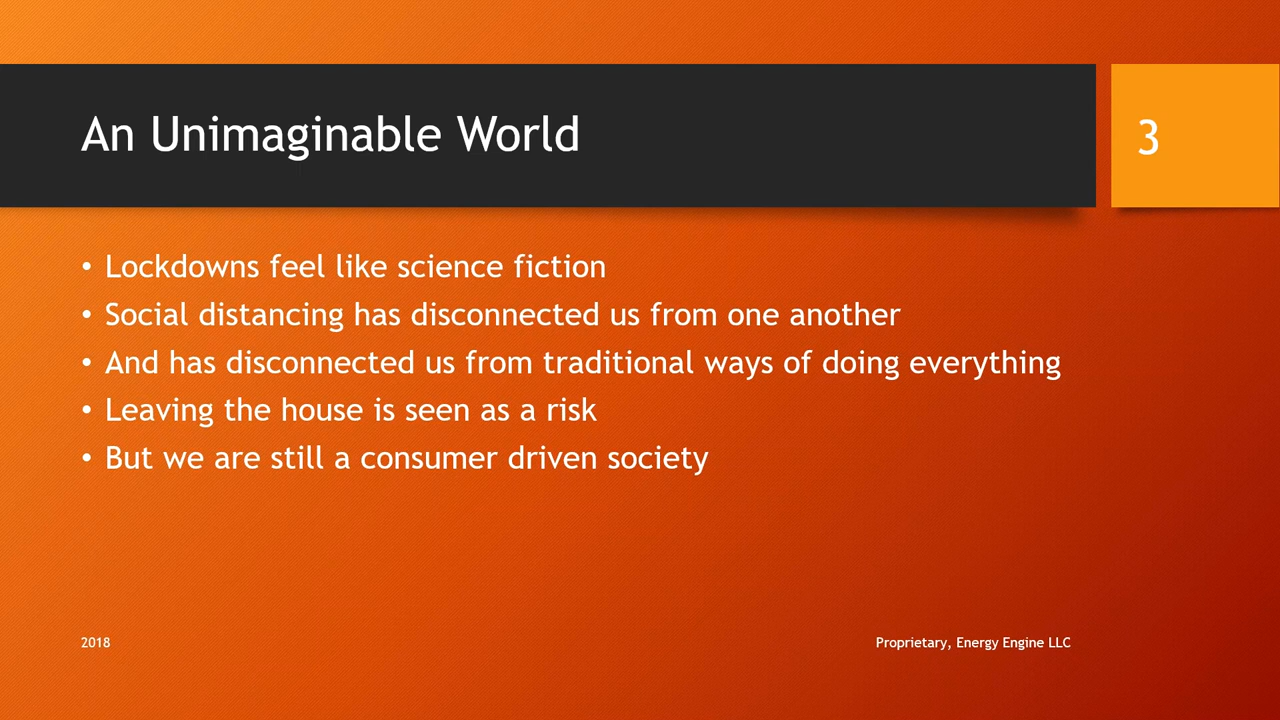 An Unimaginable World
3
• Lockdowns feel like science fiction
• Social distancing has disconnected us from one another
• And has disconnected us from traditional ways of doing everything
• Leaving the house is seen as a risk
• But we are still a consumer driven society
2018
Proprietary, Energy Engine LLC